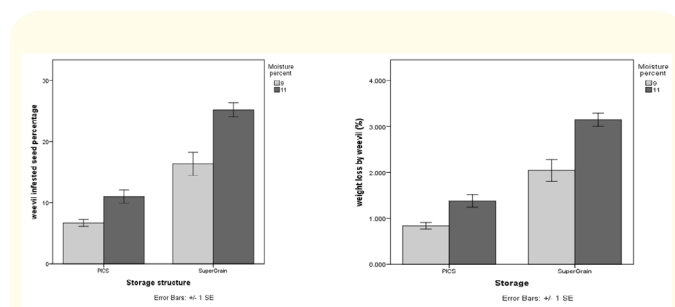 Moisture
percent
9
11
weevil infested seed percentage
30
20
10
0
PICS
SuperGrain
Storage structure
Error Bars: +/- 1 SE
Moisture
percent
9
11
weight loss by weevil (%)
4.000
3.000
2.000
1.000
0.000
PICS
SuperGrain
Storage
Error Bars: +/- 1 SE